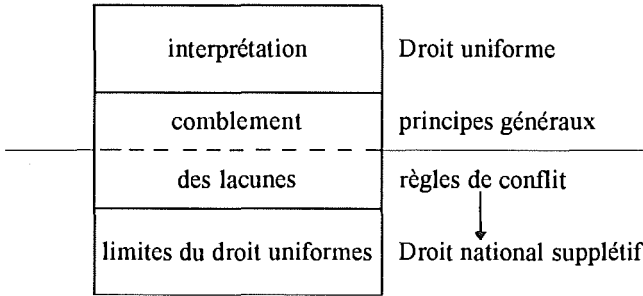 interprétation Droit uniforme
comblement principes généraux
des lacunes règles de conflit
limites du droit uniformes Droit national supplétif